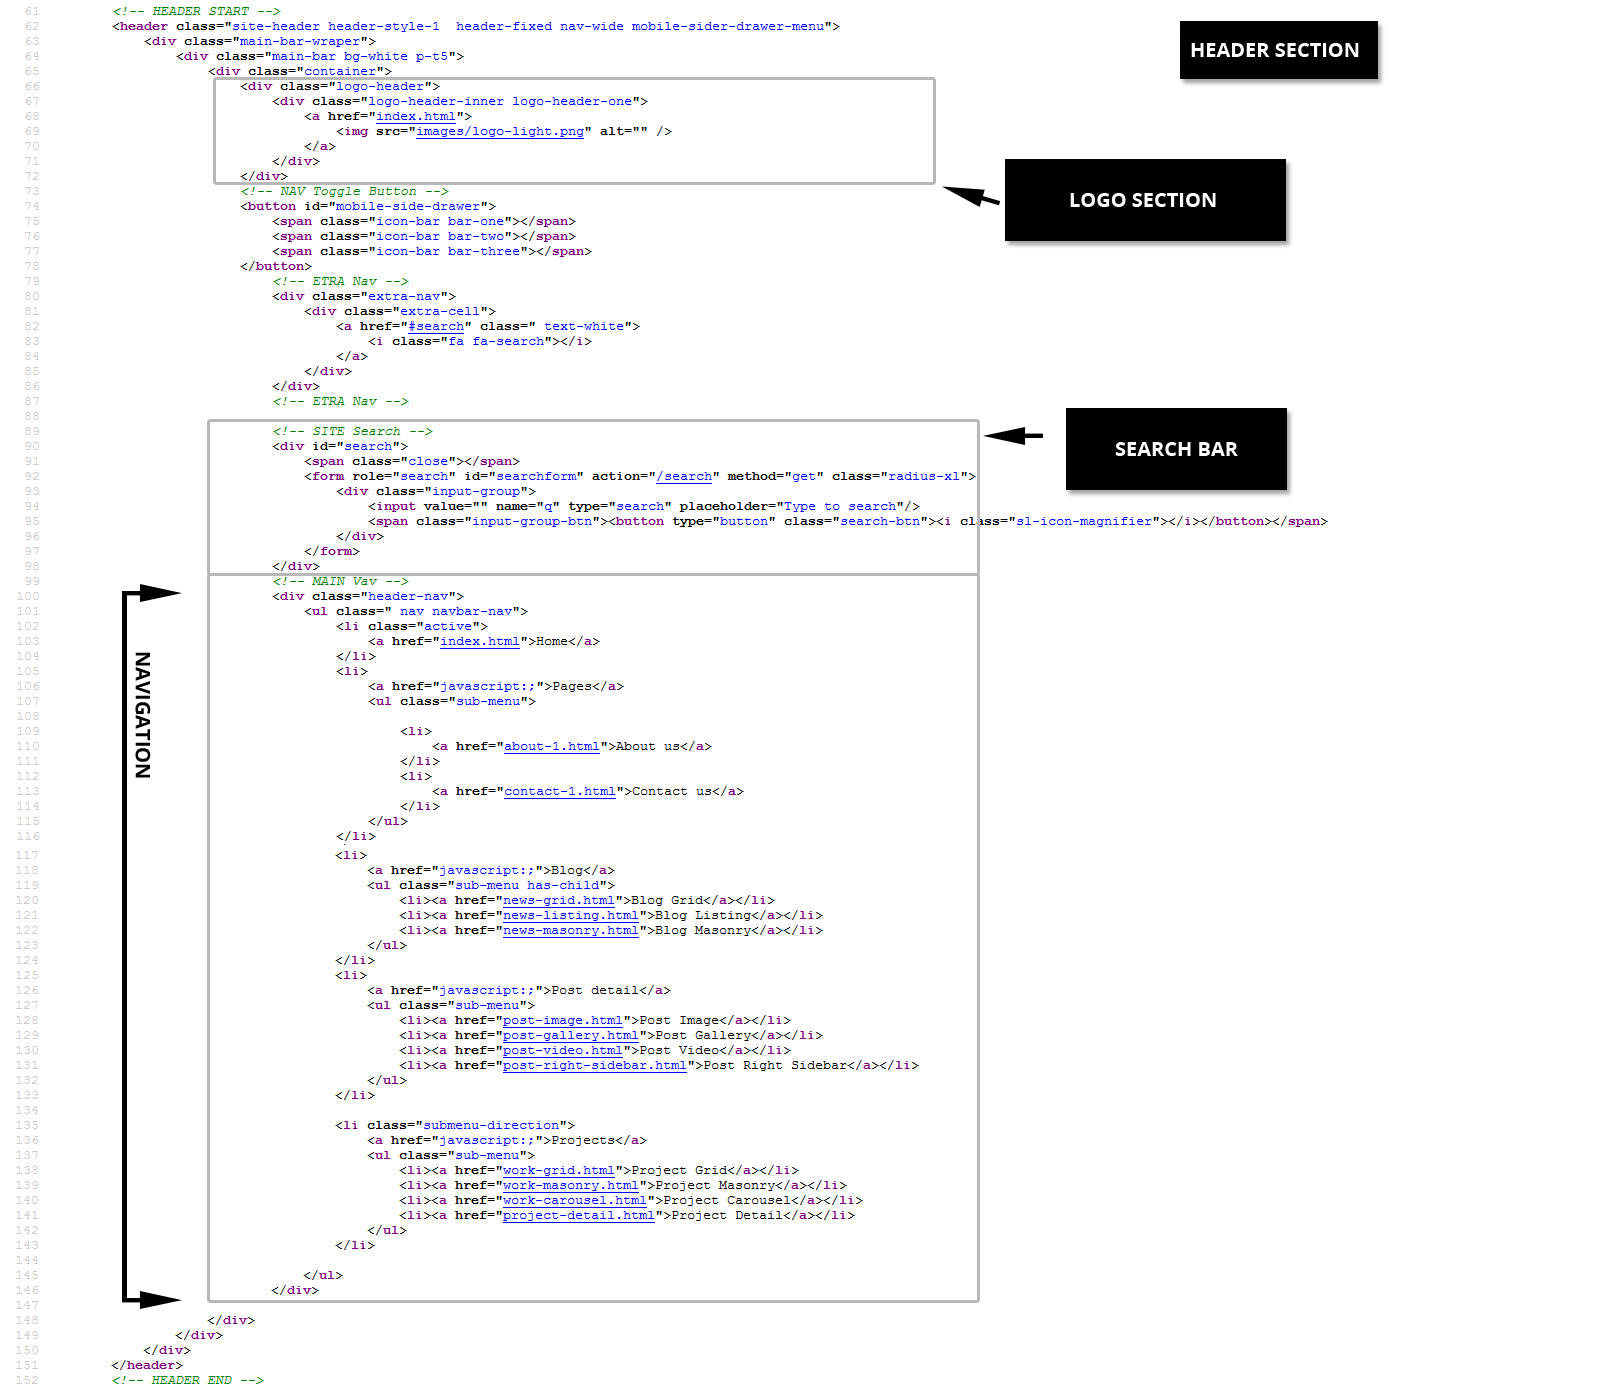 61 <!-- HEADER START -->
62 <header class="site-header header-style-1  header-fixed nav-wide mobile-sider-drawer-menu">
63 <div class="main-bar-wraper">
64 <div class="main-bar bg-white p-t5">
65 <div class="container">
66 <div class="logo-header">
67 <div class="logo-header-inner logo-header-one">
68 <a href="index.html">
69 <img src="images/logo-light.png" alt="" />
70 </a>
71 </div>
72 </div>
73 <!-- NAV Toggle Button -->
74 <button id="mobile-side-drawer">
75 <span class="icon-bar bar-one"></span>
76 <span class="icon-bar bar-two"></span>
77 <span class="icon-bar bar-three"></span>
78 </button>
79 <!-- ETRA Nav -->
80 <div class="extra-nav">
81 <div class="extra-cell">
82 <a href="#search" class=" text-white">
83 <i class="fa fa-search"></i>
84 </a>
85 </div>
86 </div>
87 <!-- ETRA Nav -->
88
89 <!-- SITE Search -->
90 <div id="search">
91 <span class="close"></span>
92 <form role="search" id="searchform" action="/search" method="get" class="radius-xl">
93 <div class="input-group">
94 <input value="" name="q" type="search" placeholder="Type to search"/>
95 <span class="input-group-btn"><button type="button" class="search-btn"><i class="sl-icon-magnifier"></i></button></span>
96 </div>
97 </form>
98 </div>
99 <!-- MAIN Vav -->
100 <div class="header-nav">
101 <ul class=" nav navbar-nav">
102 <li class="active">
103 <a href="index.html">Home</a>
104 </li>
105 <li>
106 <a href="javascript:;">Pages</a>
107 <ul class="sub-menu">
108
109 <li>
110 <a href="about-1.html">About us</a>
111 </li>
112 <li>
113 <a href="contact-1.html">Contact us</a>
114 </li>
115 </ul>
116 </li>
117 <li>
118 <a href="javascript:;">Blog</a>
119 <ul class="sub-menu has-child">
120 <li><a href="news-grid.html">Blog Grid</a></li>
121 <li><a href="news-listing.html">Blog Listing</a></li>
122 <li><a href="news-masonry.html">Blog Masonry</a></li>
123 </ul>
124 </li>
125 <li>
126 <a href="javascript:;">Post detail</a>
127 <ul class="sub-menu">
128 <li><a href="post-image.html">Post Image</a></li>
129 <li><a href="post-gallery.html">Post Gallery</a></li>
130 <li><a href="post-video.html">Post Video</a></li>
131 <li><a href="post-right-sidebar.html">Post Right Sidebar</a></li>
132 </ul>
133 </li>
134
135 <li class="submenu-direction">
136 <a href="javascript:;">Projects</a>
137 <ul class="sub-menu">
138 <li><a href="work-grid.html">Project Grid</a></li>
139 <li><a href="work-masonry.html">Project Masonry</a></li>
140 <li><a href="work-carousel.html">Project Carousel</a></li>
141 <li><a href="project-detail.html">Project Detail</a></li>
142 </ul>
143 </li>
144
145 </ul>
146 </div>
147
148 </div>
149 </div>
150 </div>
151 </header>
152 <!-- HEADER END -->
HEADER SECTION
LOGO SECTION
SEARCH BAR
NAVIGATION